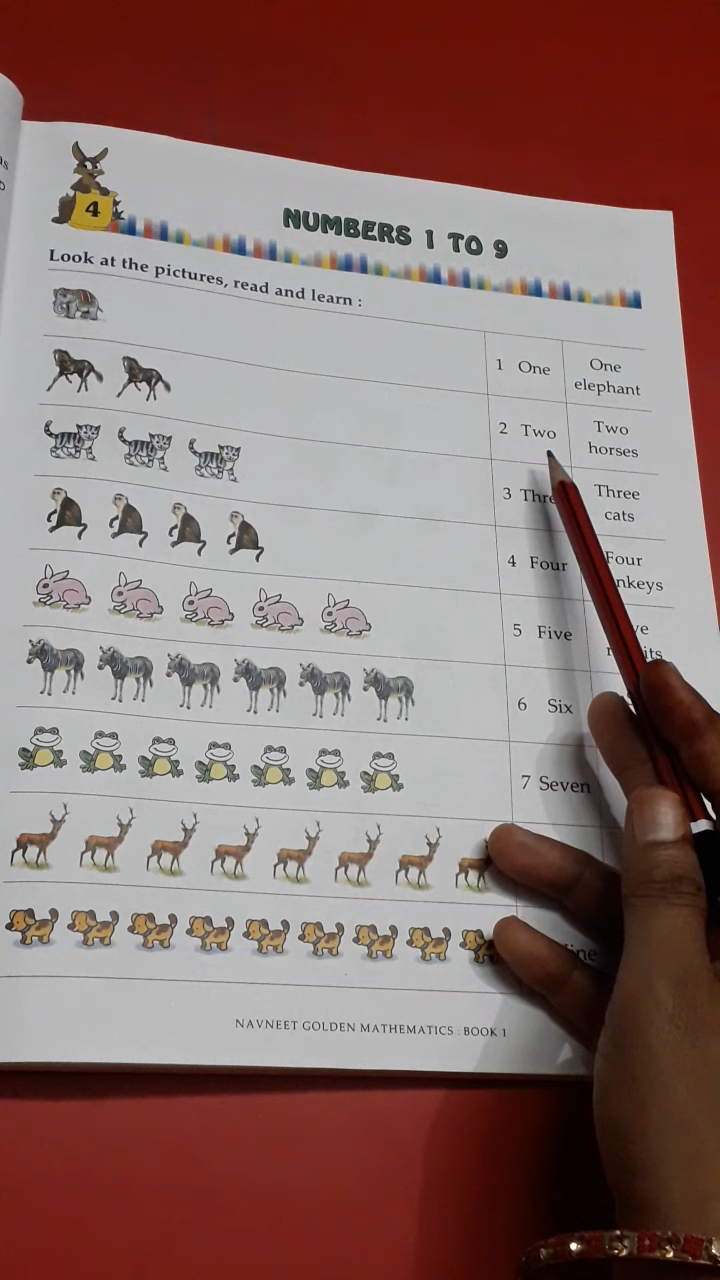 4
NUMBERS 1 TO 9
Look at the pictures, read and learn :
1 One
One
elephant
2 Two
Two
horses
3
Three
cats
4 Four
Four
5 Five
6 Six
7 Seven
NAVNEET GOLDEN MATHEMATICS : BOOK 1